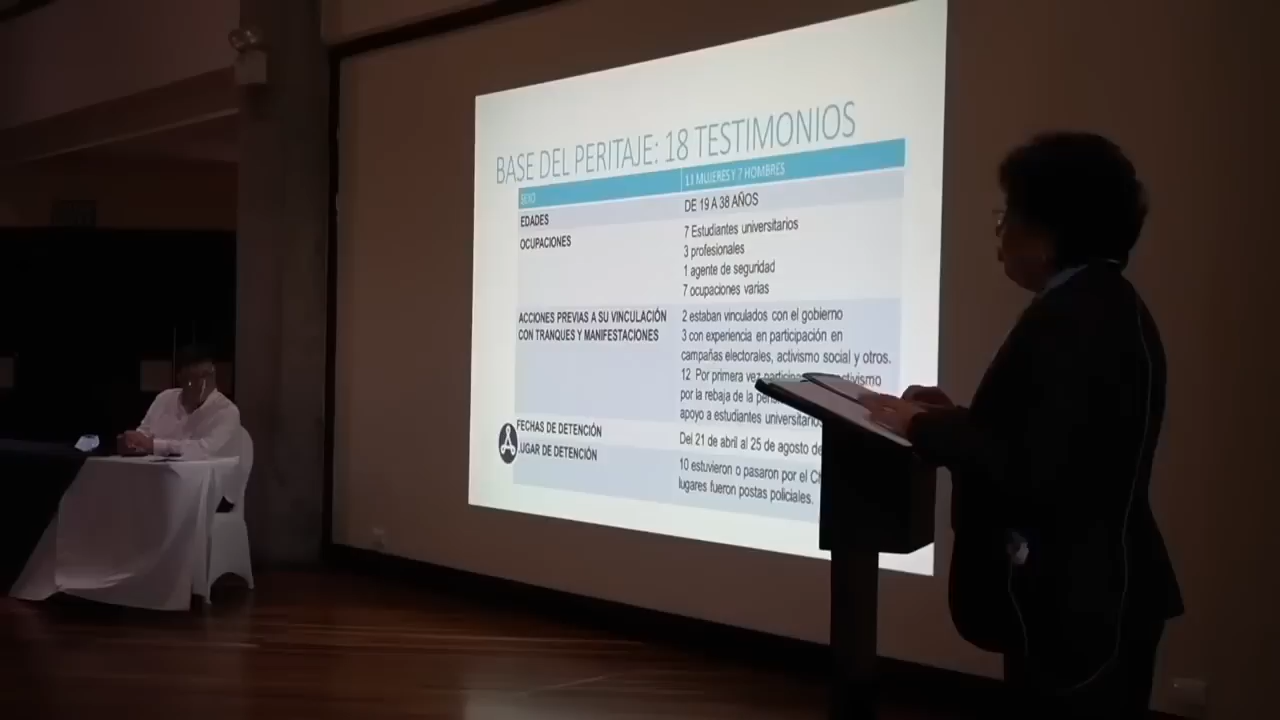 BASE DEL PERITAJE: 18 TESTIMONIOS
SEXO 11 MUJERES Y 7 HOMBRES
EDADES DE 19 A 38 AÑOS
OCUPACIONES 7 Estudiantes universitarios
3 profesionales
1 agente de seguridad
7 ocupaciones varias
ACCIONES PREVIAS A SU VINCULACIÓN 2 estaban vinculados con el gobierno
CON TRANQUES Y MANIFESTACIONES 3 con experiencia en participación en
campañas electorales, activismo social y otros.
12 Por primera vez
por la rebaja de la
apoyo a estudiantes universitarios
FECHAS DE DETENCIÓN Del 21 de abril al 25 de agosto
LUGAR DE DETENCIÓN 10 estuvieron o pasaron por el
lugares fueron postas policiales.